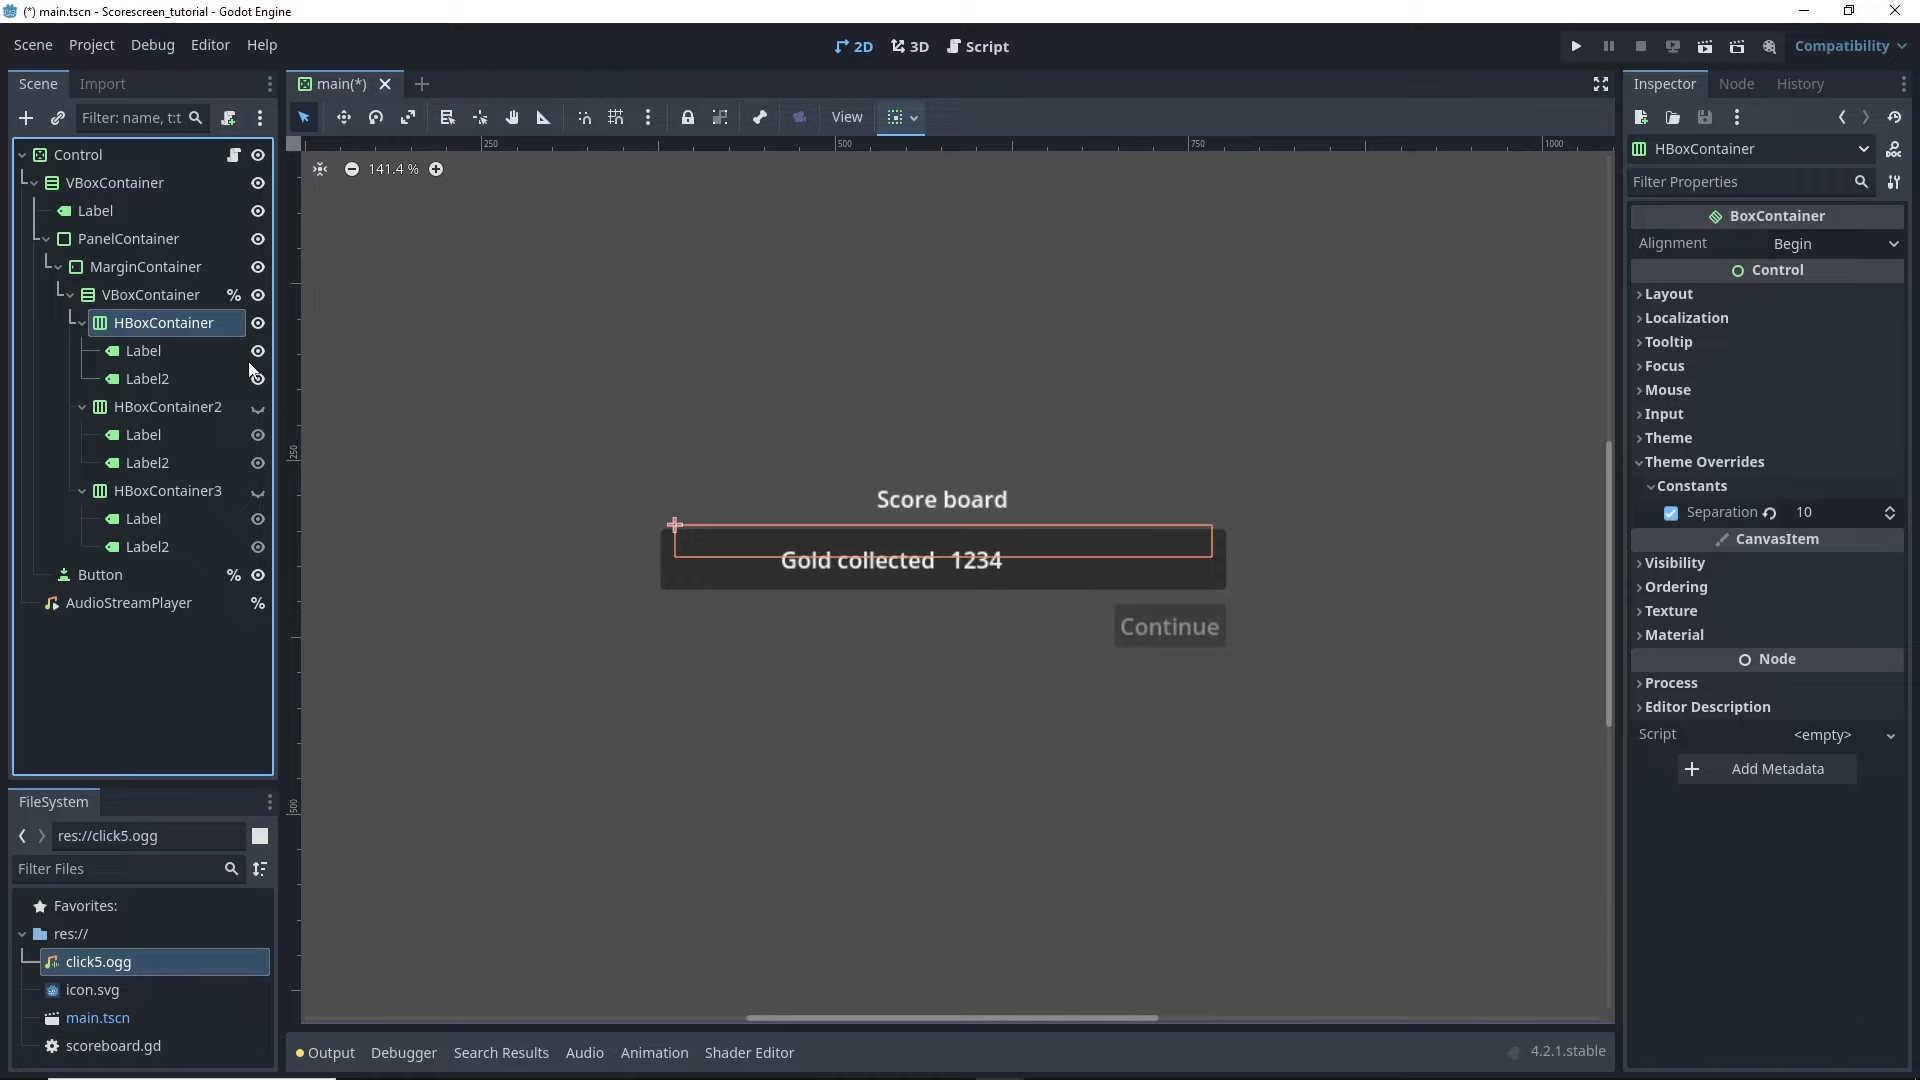 (*) main.tscn - Scorescreen_tutorial - Godot Engine
Scene Project Debug Editor Help
2D 3D Script
Compatibility
Scene Import
main(*)
Inspector Node History
Filter: name, t:t
View
HBoxContainer
Filter Properties
250 500 750 1000
141.4 %
250
500
Control
VBoxContainer
Label
PanelContainer
MarginContainer
VBoxContainer %
HBoxContainer
Label
Label2
HBoxContainer2
Label
Label2
HBoxContainer3
Label
Label2
Button %
AudioStreamPlayer %
Score board
Gold collected 1234
Continue
BoxContainer
Alignment Begin
Control
Layout
Localization
Tooltip
Focus
Mouse
Input
Theme
Theme Overrides
Constants
Separation 10
CanvasItem
Visibility
Ordering
Texture
Material
Node
Process
Editor Description
Script <empty>
Add Metadata
FileSystem
res://click5.ogg
Filter Files
Favorites:
res://
click5.ogg
icon.svg
main.tscn
scoreboard.gd
Output Debugger Search Results Audio Animation Shader Editor
4.2.1.stable